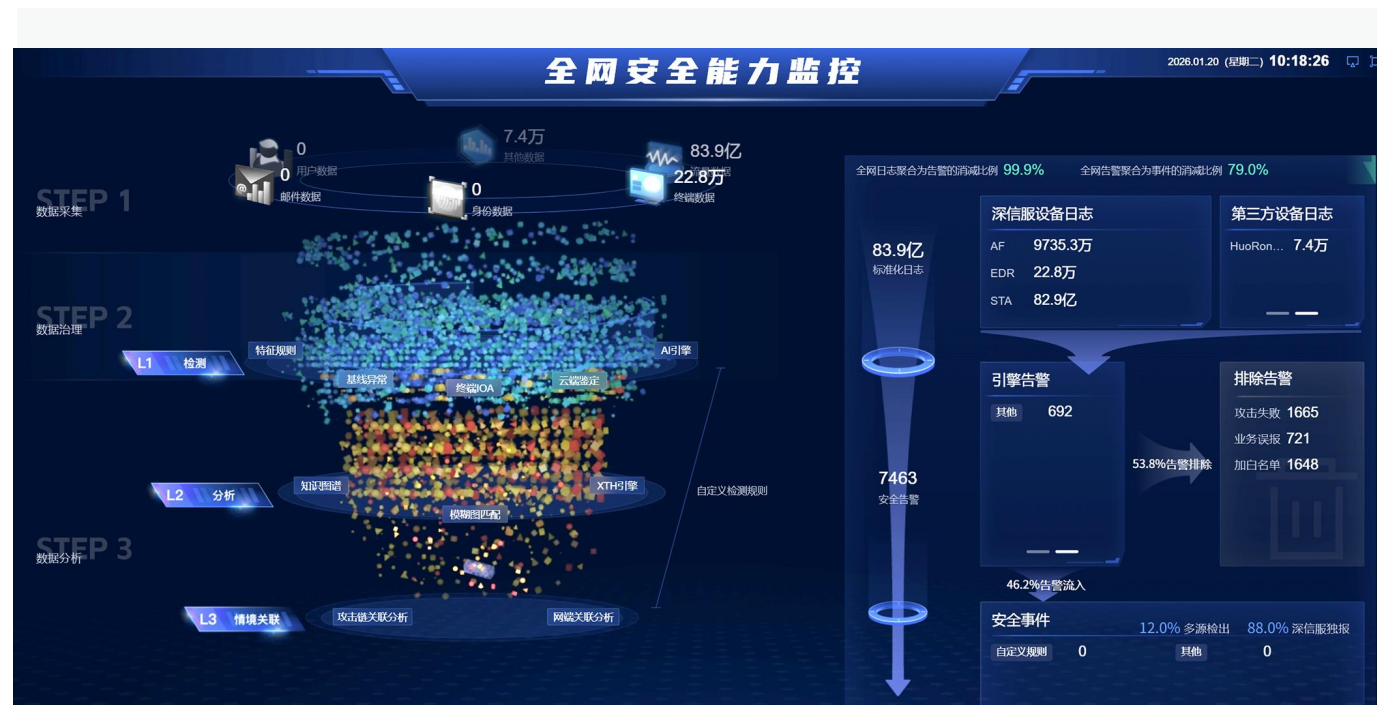 全网安全能力监控
2026.01.20 (星期二) 10:18:26
0
用户数据
7.4万
其他数据
83.9亿
0
邮件数据
0
身份数据
22.8万
终端数据
STEP 1
数据采集
STEP 2
数据治理
L1 检测
特征规则
AI引擎
基线异常
终端IOA
云端鉴定
L2 分析
知识图谱
XTH引擎
模糊图匹配
自定义检测规则
STEP 3
数据分析
L3 情境关联
攻击链关联分析
网端关联分析
全网日志聚合为告警的消减比例 99.9%
全网告警聚合为事件的消减比例 79.0%
83.9亿
标准化日志
7463
安全告警
深信服设备日志
AF 9735.3万
EDR 22.8万
STA 82.9亿
第三方设备日志
HuoRon... 7.4万
引擎告警
其他 692
53.8%告警排除
排除告警
攻击失败 1665
业务误报 721
加白名单 1648
46.2%告警流入
安全事件
12.0% 多源检出 88.0% 深信服独报
自定义规则 0 其他 0